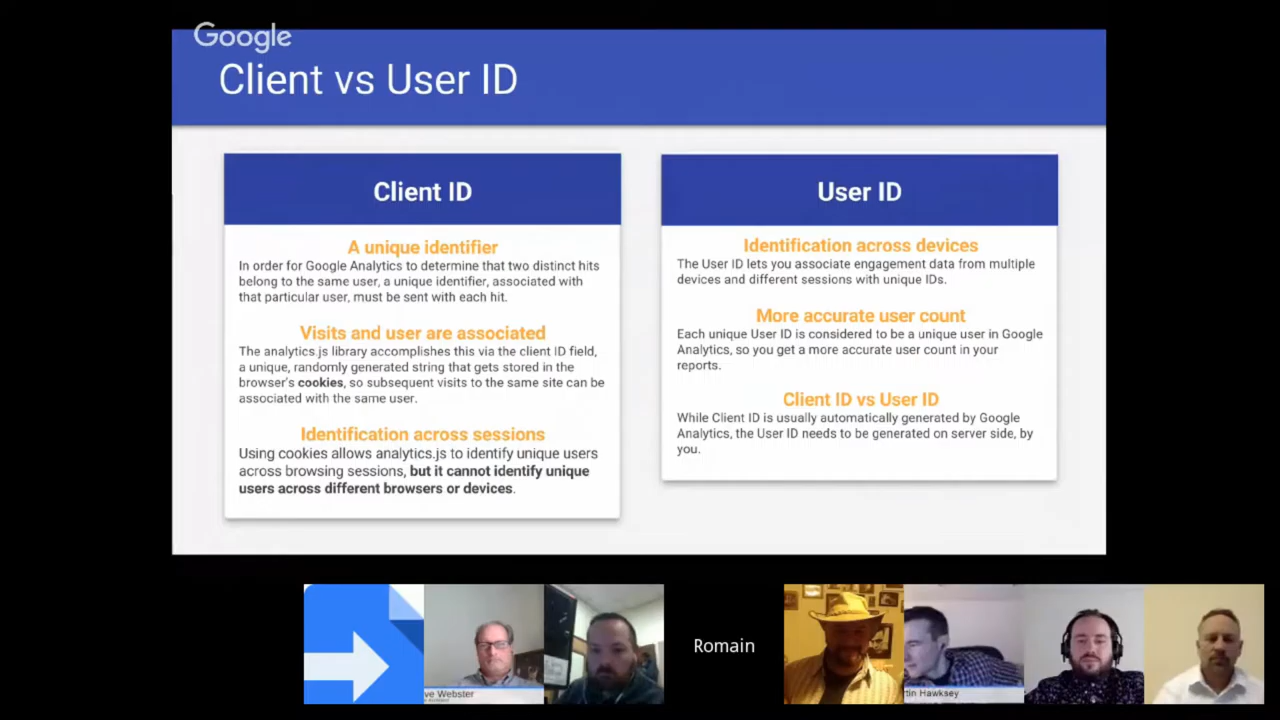 Google
Client vs User ID
Client ID
A unique identifier
In order for Google Analytics to determine that two distinct hits
belong to the same user, a unique identifier, associated with
that particular user, must be sent with each hit.
Visits and user are associated
The analytics.js library accomplishes this via the client ID field,
a unique, randomly generated string that gets stored in the
browser's cookies, so subsequent visits to the same site can be
associated with the same user.
Identification across sessions
Using cookies allows analytics.js to identify unique users
across browsing sessions, but it cannot identify unique
users across different browsers or devices.
User ID
Identification across devices
The User ID lets you associate engagement data from multiple
devices and different sessions with unique IDs.
More accurate user count
Each unique User ID is considered to be a unique user in Google
Analytics, so you get a more accurate user count in your
reports.
Client ID vs User ID
While Client ID is usually automatically generated by Google
Analytics, the User ID needs to be generated on server side, by
you.
ve Webster
Romain
tin Hawksey